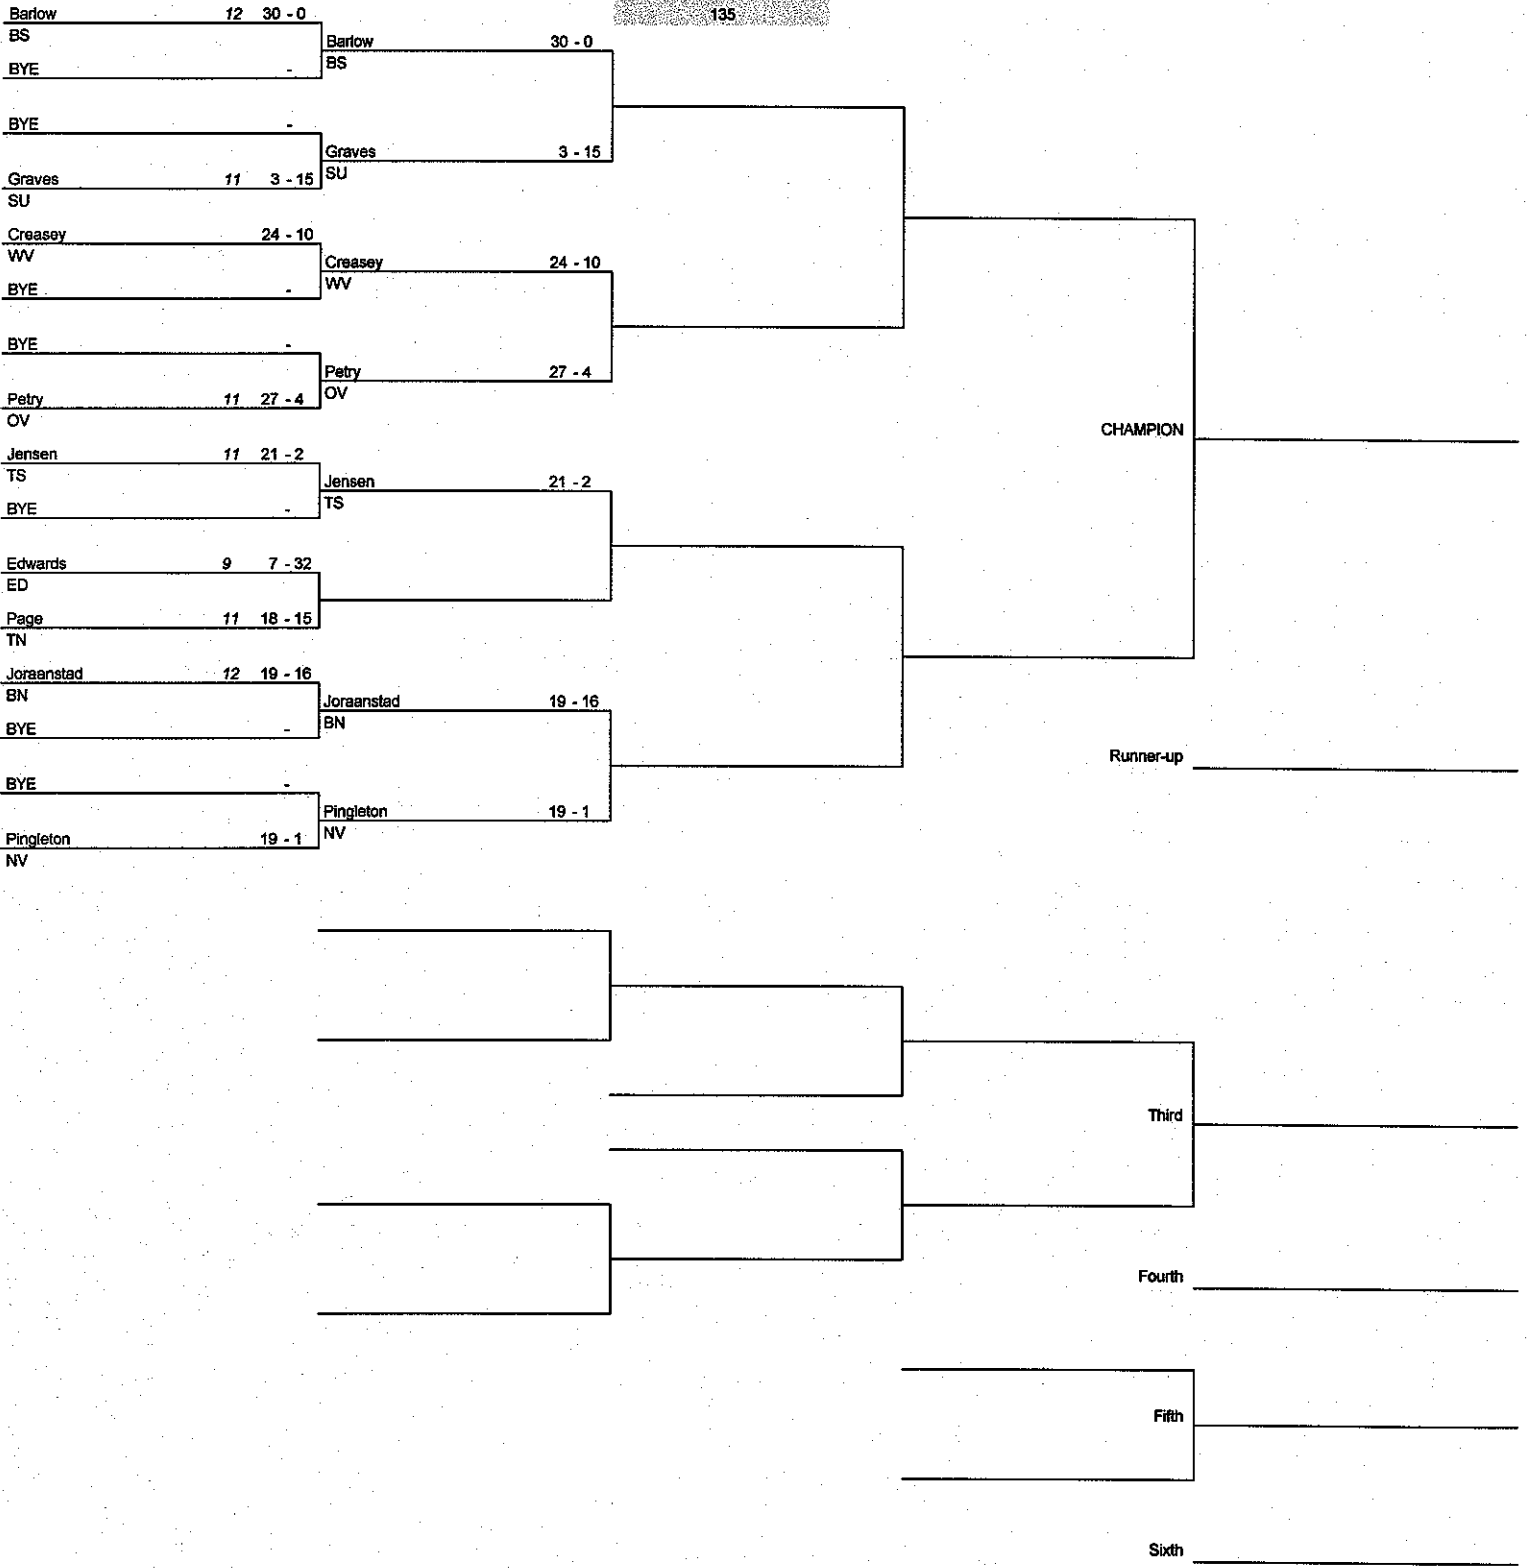 135
Barlow 12 30 - 0
BS
BYE -
Barlow 30 - 0
BS
BYE -
Graves 11 3 - 15
SU
Graves 3 - 15
SU
Creasey 24 - 10
WV
BYE -
Creasey 24 - 10
WV
BYE -
Petry 11 27 - 4
OV
Petry 27 - 4
OV
Jensen 11 21 - 2
TS
BYE -
Jensen 21 - 2
TS
Edwards 9 7 - 32
ED
Page 11 18 - 15
TN
Joraanstad 12 19 - 16
BN
BYE -
Joraanstad 19 - 16
BN
BYE -
Pingleton 19 - 1
NV
Pingleton 19 - 1
NV
CHAMPION
Runner-up
Third
Fourth
Fifth
Sixth